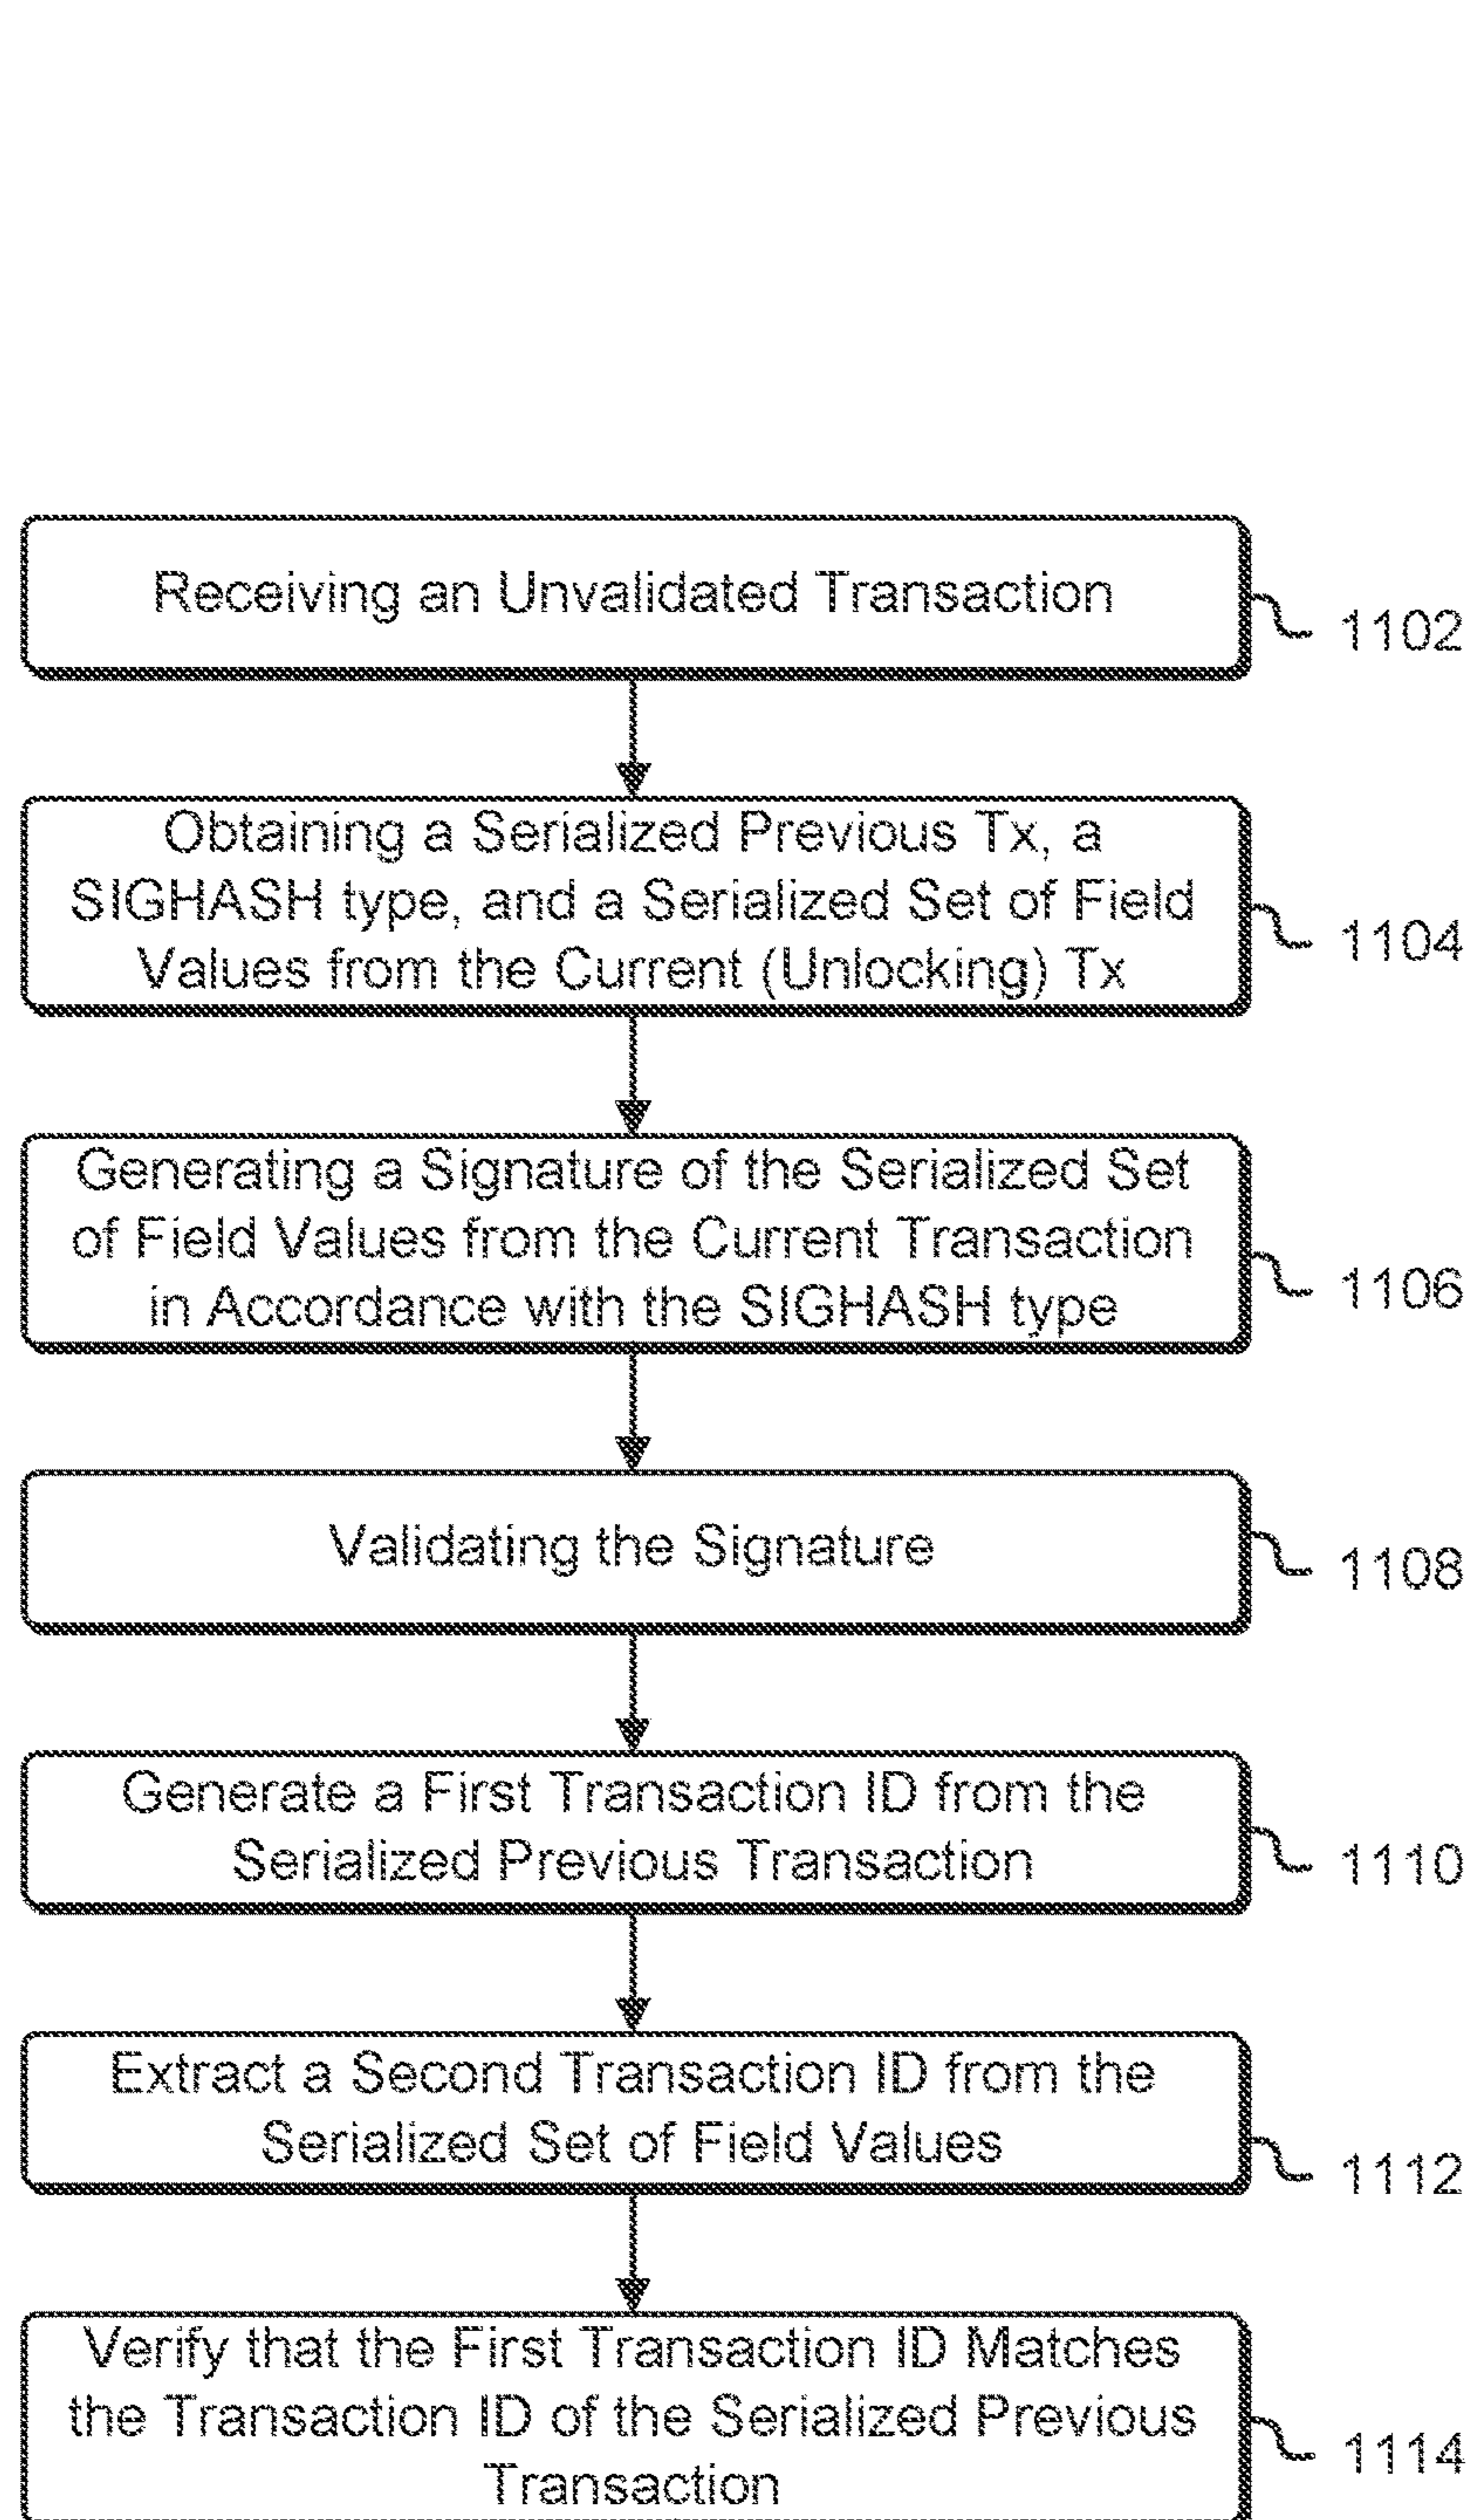 Receiving an Unvalidated Transaction
1102
Obtaining a Serialized Previous Tx, a
SIGHASH type, and a Serialized Set of Field
Values from the Current (Unlocking) Tx
1104
Generating a Signature of the Serialized Set
of Field Values from the Current Transaction
in Accordance with the SIGHASH type
1106
Validating the Signature
1108
Generate a First Transaction ID from the
Serialized Previous Transaction
1110
Extract a Second Transaction ID from the
Serialized Set of Field Values
1112
Verify that the First Transaction ID Matches
the Transaction ID of the Serialized Previous
Transaction
1114